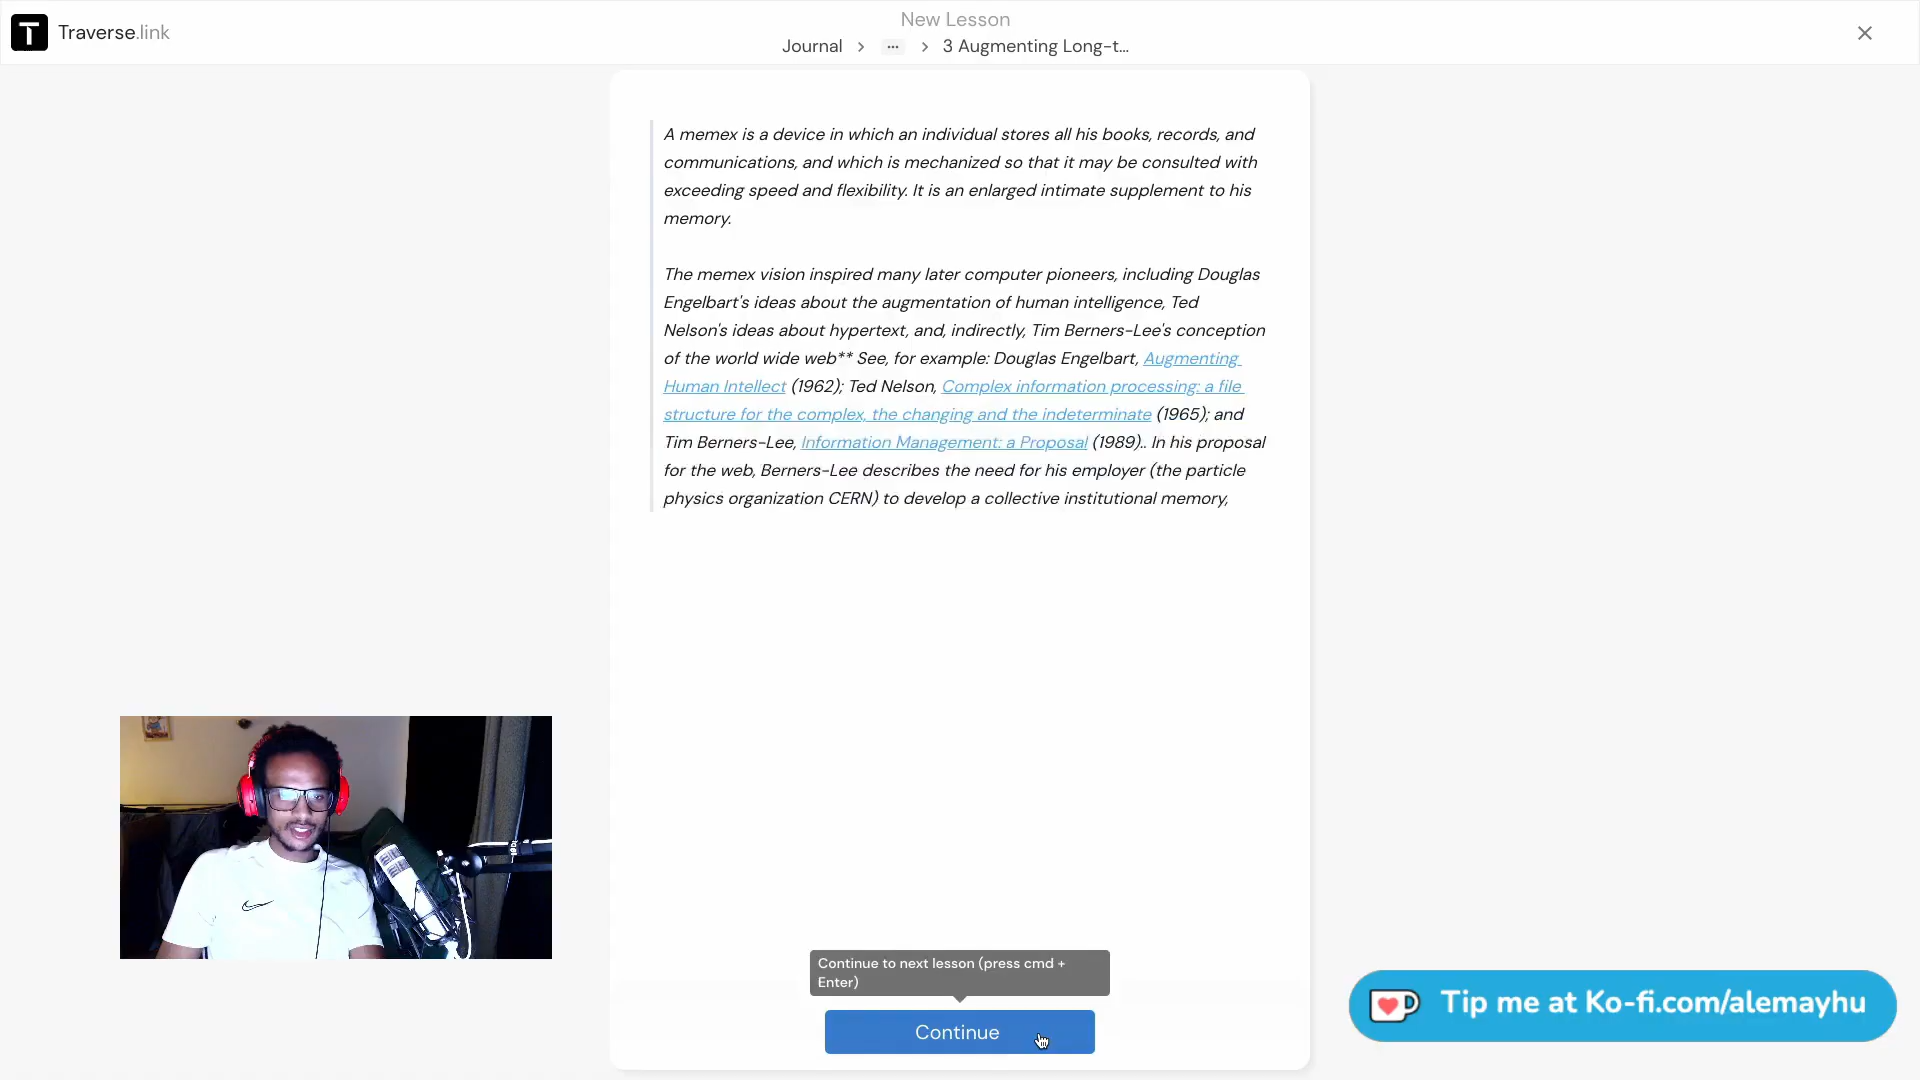 Traverse.link
New Lesson
Journal > ... > 3 Augmenting Long-t...
A memex is a device in which an individual stores all his books, records, and
communications, and which is mechanized so that it may be consulted with
exceeding speed and flexibility. It is an enlarged intimate supplement to his
memory.
The memex vision inspired many later computer pioneers, including Douglas
Engelbart's ideas about the augmentation of human intelligence, Ted
Nelson's ideas about hypertext, and, indirectly, Tim Berners-Lee's conception
of the world wide web** See, for example: Douglas Engelbart, Augmenting
Human Intellect (1962); Ted Nelson, Complex information processing: a file
structure for the complex, the changing and the indeterminate (1965); and
Tim Berners-Lee, Information Management: a Proposal (1989).. In his proposal
for the web, Berners-Lee describes the need for his employer (the particle
physics organization CERN) to develop a collective institutional memory,
Continue to next lesson (press cmd +
Enter)
Continue
Tip me at Ko-fi.com/alemayhu